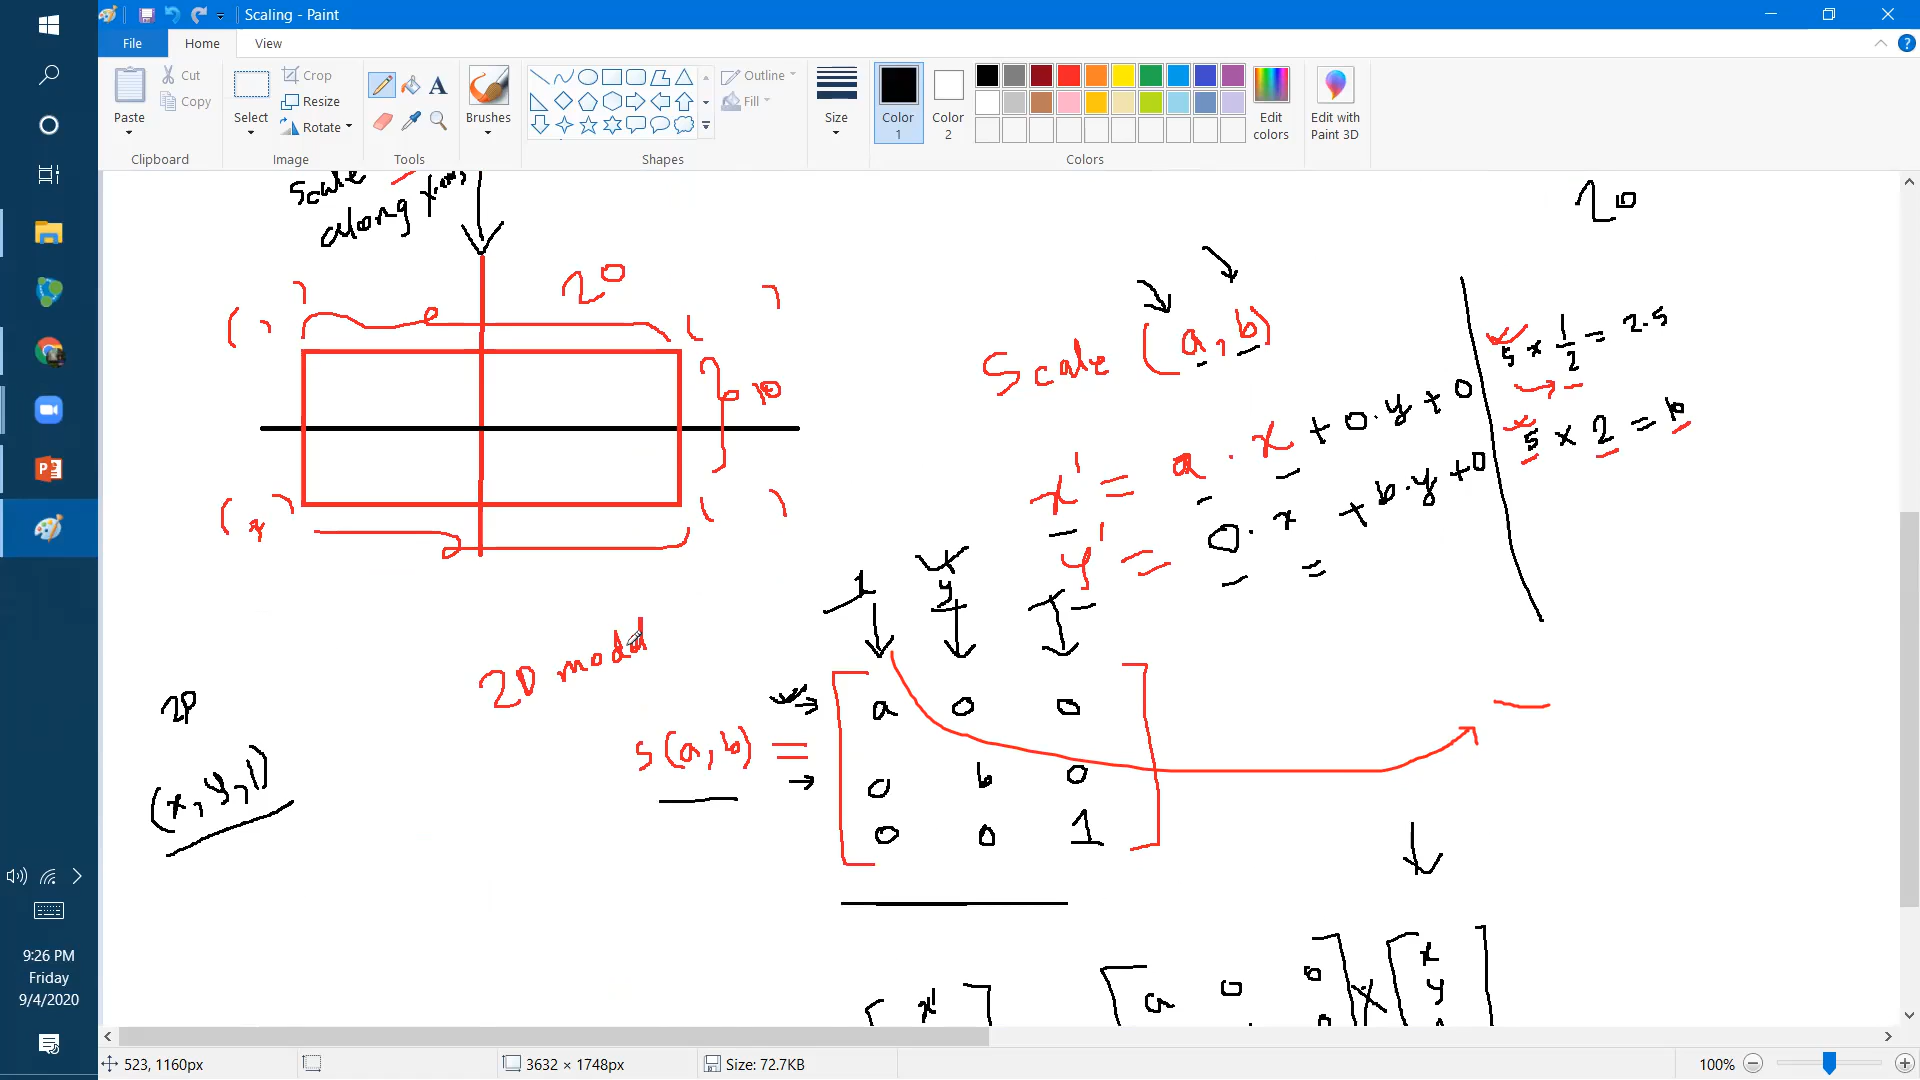 Scaling - Paint
File Home View
Paste Cut Copy Clipboard
Select Crop Resize Rotate Image
Tools
Brushes
Shapes Outline Fill
Size
Color 1 Color 2 Edit colors Colors
Edit with Paint 3D
Scale
along
20
20
Scale (a, b)
5 × 1/2 = 2.5
5 × 2 = 10
10
x' = a . x + 0.y + 0
y' = 0 . x + b.y + 0
1 y
2D model
2D
(x, y, 1)
S(a, b) =
a 0 0
0 b 0
0 0 1
x' a 0 0 × x
y
9:26 PM
Friday
9/4/2020
523, 1160px
3632 × 1748px
Size: 72.7KB
100%